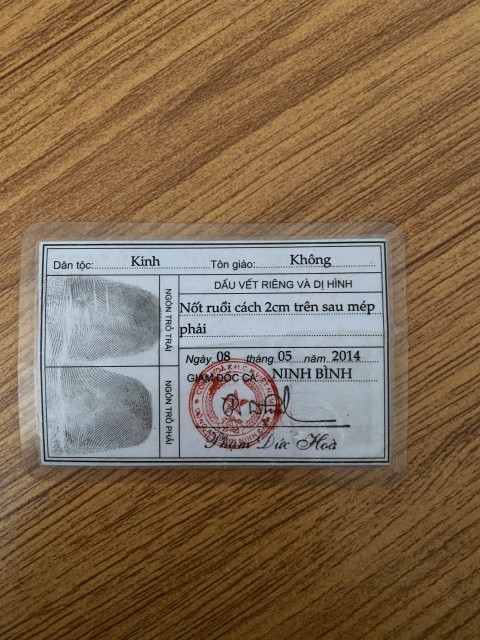 Dân tộc: Kinh Tôn giáo: Không
NGÓN TRỎ TRÁI
DẤU VẾT RIÊNG VÀ DỊ HÌNH
Nốt ruồi cách 2cm trên sau mép
phải
NGÓN TRỎ PHẢI
Ngày 08 tháng 05 năm 2014
GIÁM ĐỐC CA NINH BÌNH
Phạm Đức Hoà